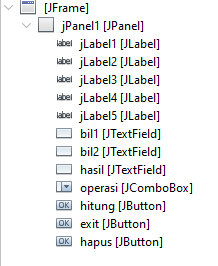 [JFrame]
jPanel1 [JPanel]
label jLabel1 [JLabel]
label jLabel2 [JLabel]
label jLabel3 [JLabel]
label jLabel4 [JLabel]
label jLabel5 [JLabel]
bil1 [JTextField]
bil2 [JTextField]
hasil [JTextField]
operasi [JComboBox]
OK hitung [JButton]
OK exit [JButton]
OK hapus [JButton]